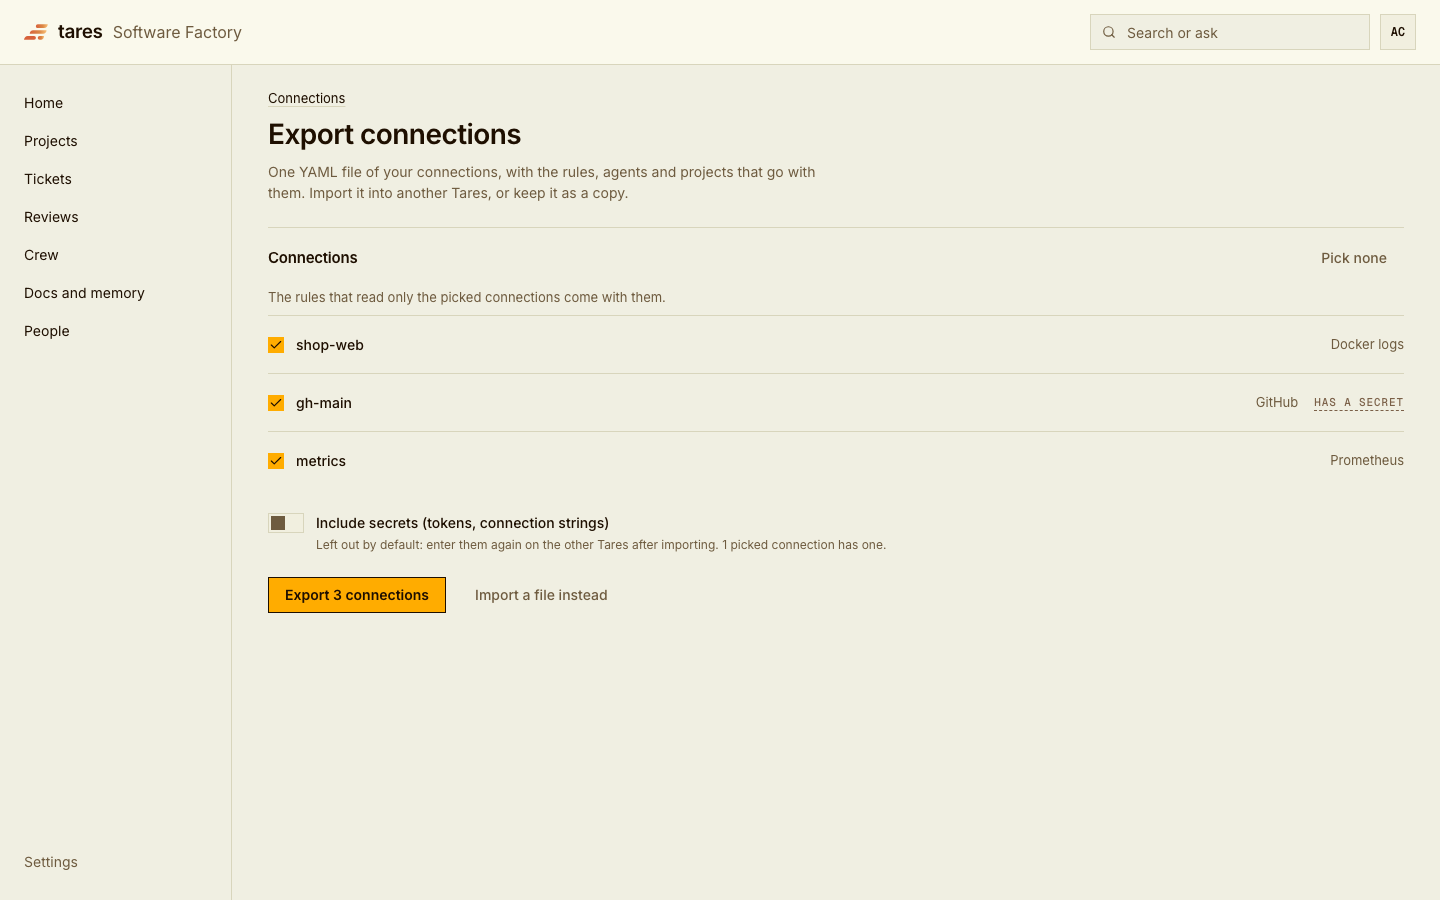 tares Software Factory
Search or ask
AC
Home
Projects
Tickets
Reviews
Crew
Docs and memory
People
Settings
Connections
Export connections
One YAML file of your connections, with the rules, agents and projects that go with
them. Import it into another Tares, or keep it as a copy.
Connections
Pick none
The rules that read only the picked connections come with them.
shop-web
Docker logs
gh-main
GitHub
HAS A SECRET
metrics
Prometheus
Include secrets (tokens, connection strings)
Left out by default: enter them again on the other Tares after importing. 1 picked connection has one.
Export 3 connections
Import a file instead